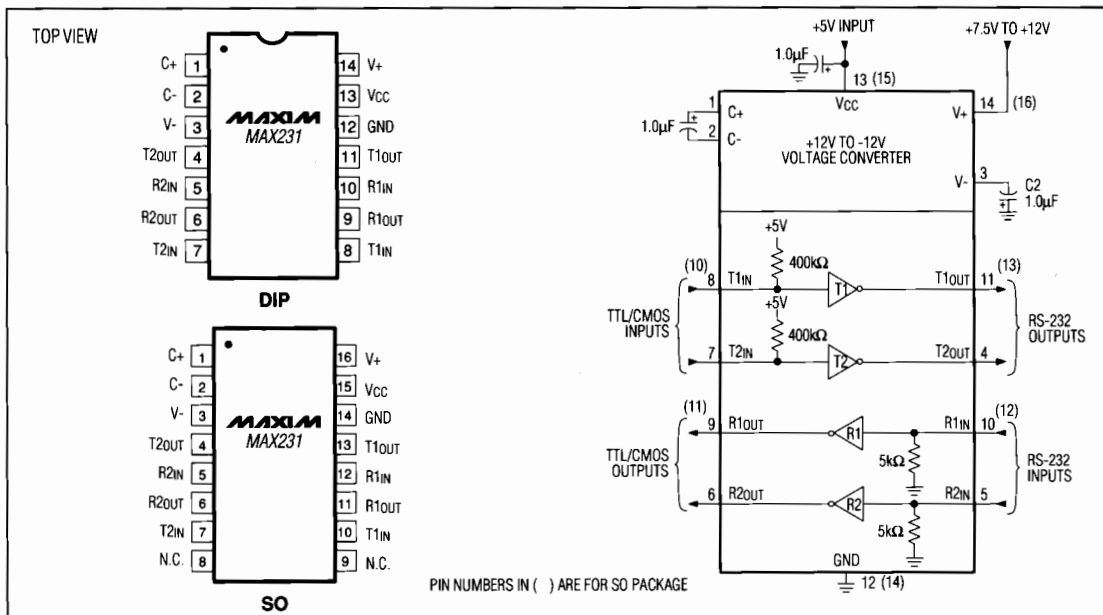 TOP VIEW
C+ 1
C- 2
V- 3
T2OUT 4
R2IN 5
R2OUT 6
T2IN 7
14 V+
13 VCC
12 GND
11 T1OUT
10 R1IN
9 R1OUT
8 T1IN
MAXIM
MAX231
DIP
C+ 1
C- 2
V- 3
T2OUT 4
R2IN 5
R2OUT 6
T2IN 7
N.C. 8
16 V+
15 VCC
14 GND
13 T1OUT
12 R1IN
11 R1OUT
10 T1IN
9 N.C.
MAXIM
MAX231
SO
+5V INPUT
+7.5V TO +12V
1.0µF
+
13 (15)
VCC
1
C+
1.0µF
+
2
C-
+12V TO -12V
VOLTAGE CONVERTER
14 (16)
V+
3
V-
C2
1.0µF
+
+5V
400kΩ
(10)
8 T1IN
T1
T1OUT 11 (13)
+5V
400kΩ
TTL/CMOS
INPUTS
7 T2IN
T2
T2OUT 4
RS-232
OUTPUTS
(11)
9 R1OUT
R1
R1IN 10 (12)
5kΩ
TTL/CMOS
OUTPUTS
6 R2OUT
R2
R2IN 5
RS-232
INPUTS
5kΩ
GND
12 (14)
PIN NUMBERS IN ( ) ARE FOR SO PACKAGE